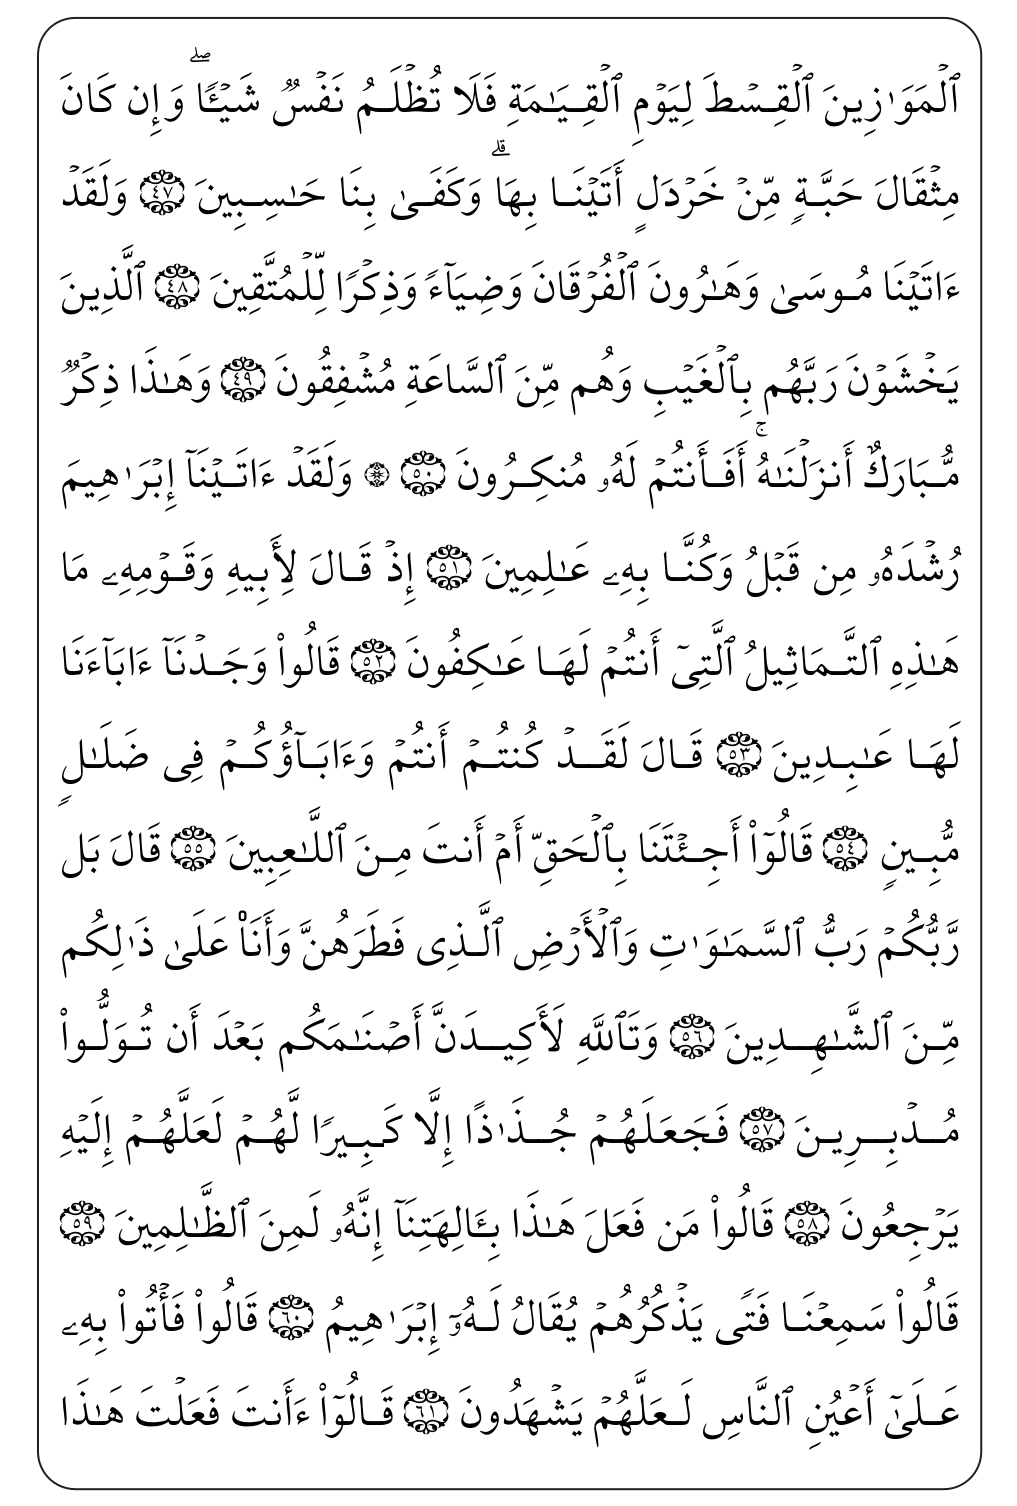 ٱلۡمَوَٰزِينَ ٱلۡقِسۡطَ لِيَوۡمِ ٱلۡقِيَٰمَةِ فَلَا تُظۡلَمُ نَفۡسٞ شَيۡـٔٗاۖ وَإِن كَانَ
مِثۡقَالَ حَبَّةٖ مِّنۡ خَرۡدَلٍ أَتَيۡنَا بِهَاۗ وَكَفَىٰ بِنَا حَٰسِبِينَ ٤٧ وَلَقَدۡ
ءَاتَيۡنَا مُوسَىٰ وَهَٰرُونَ ٱلۡفُرۡقَانَ وَضِيَآءٗ وَذِكۡرٗا لِّلۡمُتَّقِينَ ٤٨ ٱلَّذِينَ
يَخۡشَوۡنَ رَبَّهُم بِٱلۡغَيۡبِ وَهُم مِّنَ ٱلسَّاعَةِ مُشۡفِقُونَ ٤٩ وَهَٰذَا ذِكۡرٞ
مُّبَارَكٌ أَنزَلۡنَٰهُۚ أَفَأَنتُمۡ لَهُۥ مُنكِرُونَ ٥٠ ۞ وَلَقَدۡ ءَاتَيۡنَآ إِبۡرَٰهِيمَ
رُشۡدَهُۥ مِن قَبۡلُ وَكُنَّا بِهِۦ عَٰلِمِينَ ٥١ إِذۡ قَالَ لِأَبِيهِ وَقَوۡمِهِۦ مَا
هَٰذِهِ ٱلتَّمَاثِيلُ ٱلَّتِيٓ أَنتُمۡ لَهَا عَٰكِفُونَ ٥٢ قَالُواْ وَجَدۡنَآ ءَابَآءَنَا
لَهَا عَٰبِدِينَ ٥٣ قَالَ لَقَدۡ كُنتُمۡ أَنتُمۡ وَءَابَآؤُكُمۡ فِي ضَلَٰلٖ
مُّبِينٖ ٥٤ قَالُوٓاْ أَجِئۡتَنَا بِٱلۡحَقِّ أَمۡ أَنتَ مِنَ ٱللَّٰعِبِينَ ٥٥ قَالَ بَل
رَّبُّكُمۡ رَبُّ ٱلسَّمَٰوَٰتِ وَٱلۡأَرۡضِ ٱلَّذِي فَطَرَهُنَّ وَأَنَا۠ عَلَىٰ ذَٰلِكُم
مِّنَ ٱلشَّٰهِدِينَ ٥٦ وَتَٱللَّهِ لَأَكِيدَنَّ أَصۡنَٰمَكُم بَعۡدَ أَن تُوَلُّواْ
مُدۡبِرِينَ ٥٧ فَجَعَلَهُمۡ جُذَٰذًا إِلَّا كَبِيرٗا لَّهُمۡ لَعَلَّهُمۡ إِلَيۡهِ
يَرۡجِعُونَ ٥٨ قَالُواْ مَن فَعَلَ هَٰذَا بِـَٔالِهَتِنَآ إِنَّهُۥ لَمِنَ ٱلظَّٰلِمِينَ ٥٩
قَالُواْ سَمِعۡنَا فَتٗى يَذۡكُرُهُمۡ يُقَالُ لَهُۥٓ إِبۡرَٰهِيمُ ٦٠ قَالُواْ فَأۡتُواْ بِهِۦ
عَلَىٰٓ أَعۡيُنِ ٱلنَّاسِ لَعَلَّهُمۡ يَشۡهَدُونَ ٦١ قَالُوٓاْ ءَأَنتَ فَعَلۡتَ هَٰذَا